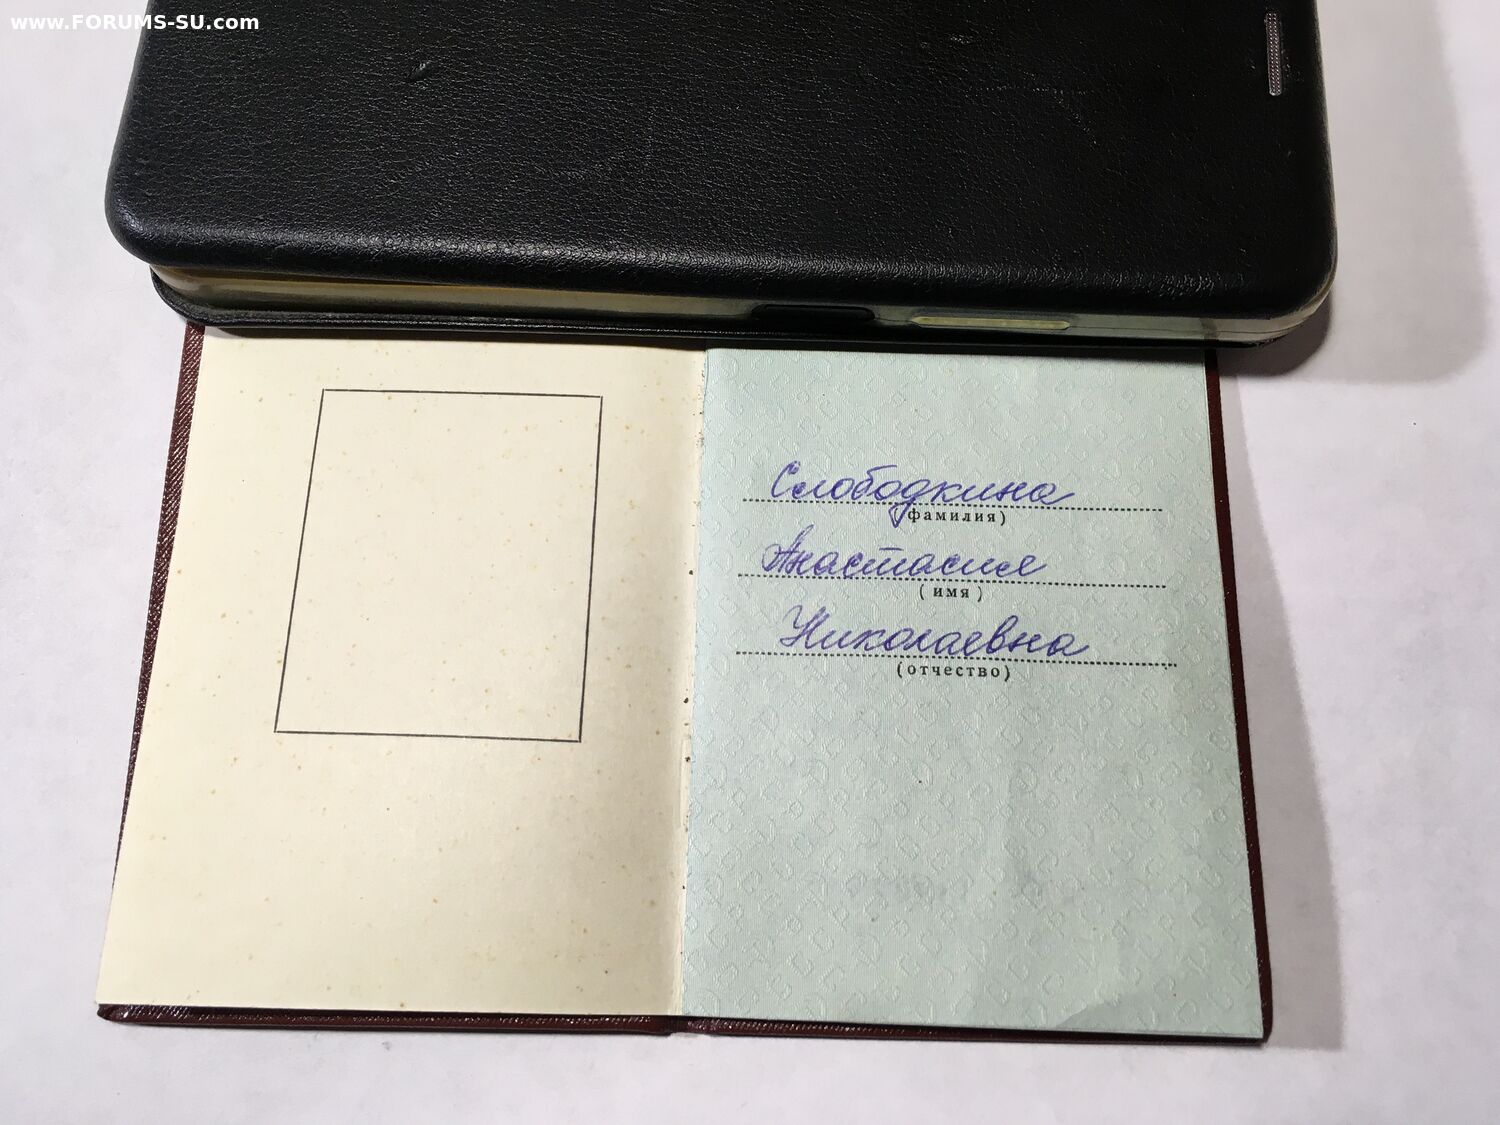 www.FORUMS-SU.com
Слободкина
(фамилия)
Анастасия
(имя)
Николаевна
(отчество)